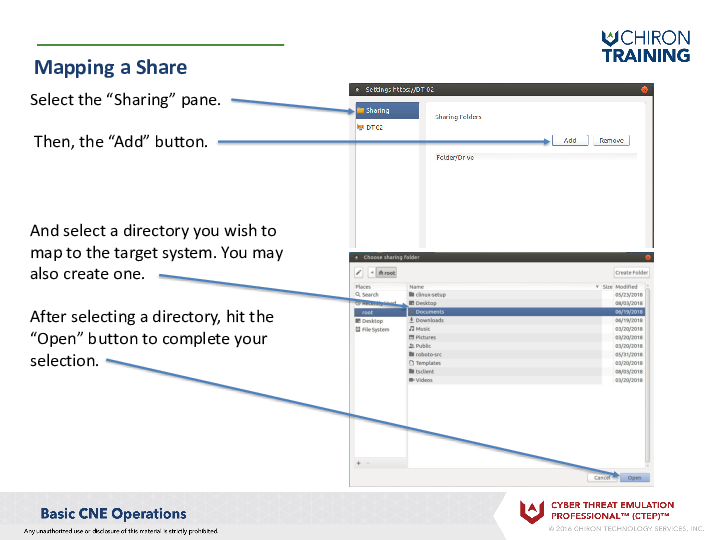 CHIRON
TRAINING
Mapping a Share
Select the “Sharing” pane.
Then, the “Add” button.
And select a directory you wish to
map to the target system. You may
also create one.
After selecting a directory, hit the
“Open” button to complete your
selection.
Settings https://DT-02
Sharing
DT-02
Sharing Folders
Add Remove
Folder/Drive
Choose sharing folder
root Create Folder
Places Name Size Modified
Search clinux-setup 05/23/2018
Recently Used Desktop 08/03/2018
root Documents 06/19/2018
Desktop Downloads 06/19/2018
File System Music 03/20/2018
Pictures 03/20/2018
Public 03/20/2018
roboto-src 05/31/2018
Templates 03/20/2018
tsclient 08/03/2018
Videos 03/20/2018
Cancel Open
Basic CNE Operations
Any unauthorized use or disclosure of this material is strictly prohibited.
CYBER THREAT EMULATION
PROFESSIONAL™ (CTEP)™
© 2016 CHIRON TECHNOLOGY SERVICES, INC.